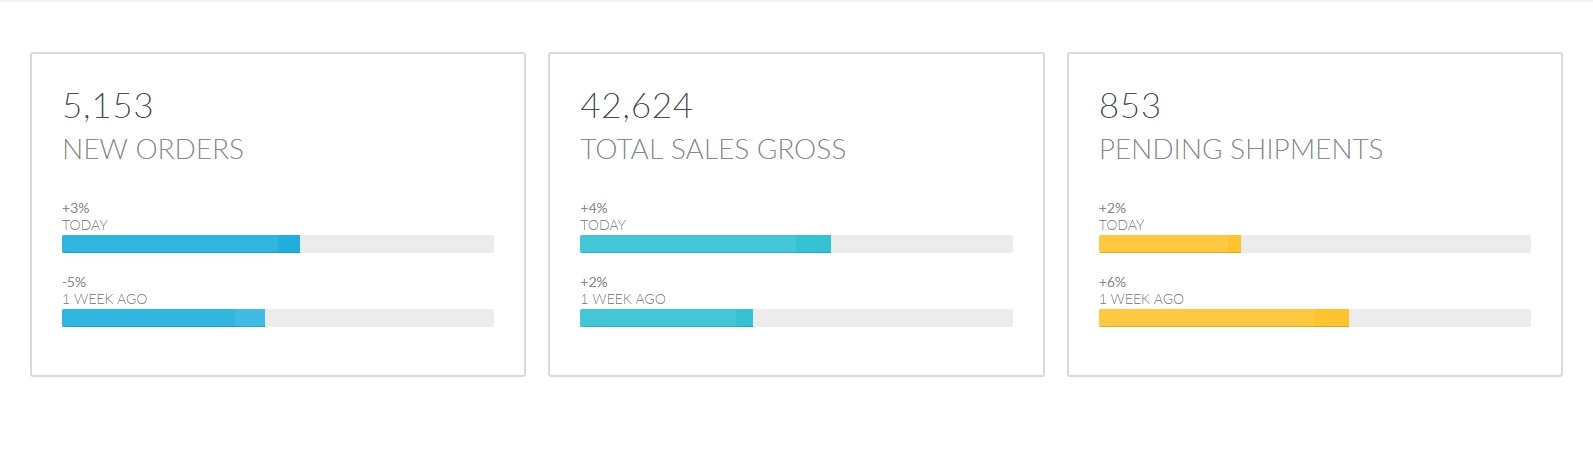 5,153
NEW ORDERS
+3%
TODAY
-5%
1 WEEK AGO
42,624
TOTAL SALES GROSS
+4%
TODAY
+2%
1 WEEK AGO
853
PENDING SHIPMENTS
+2%
TODAY
+6%
1 WEEK AGO